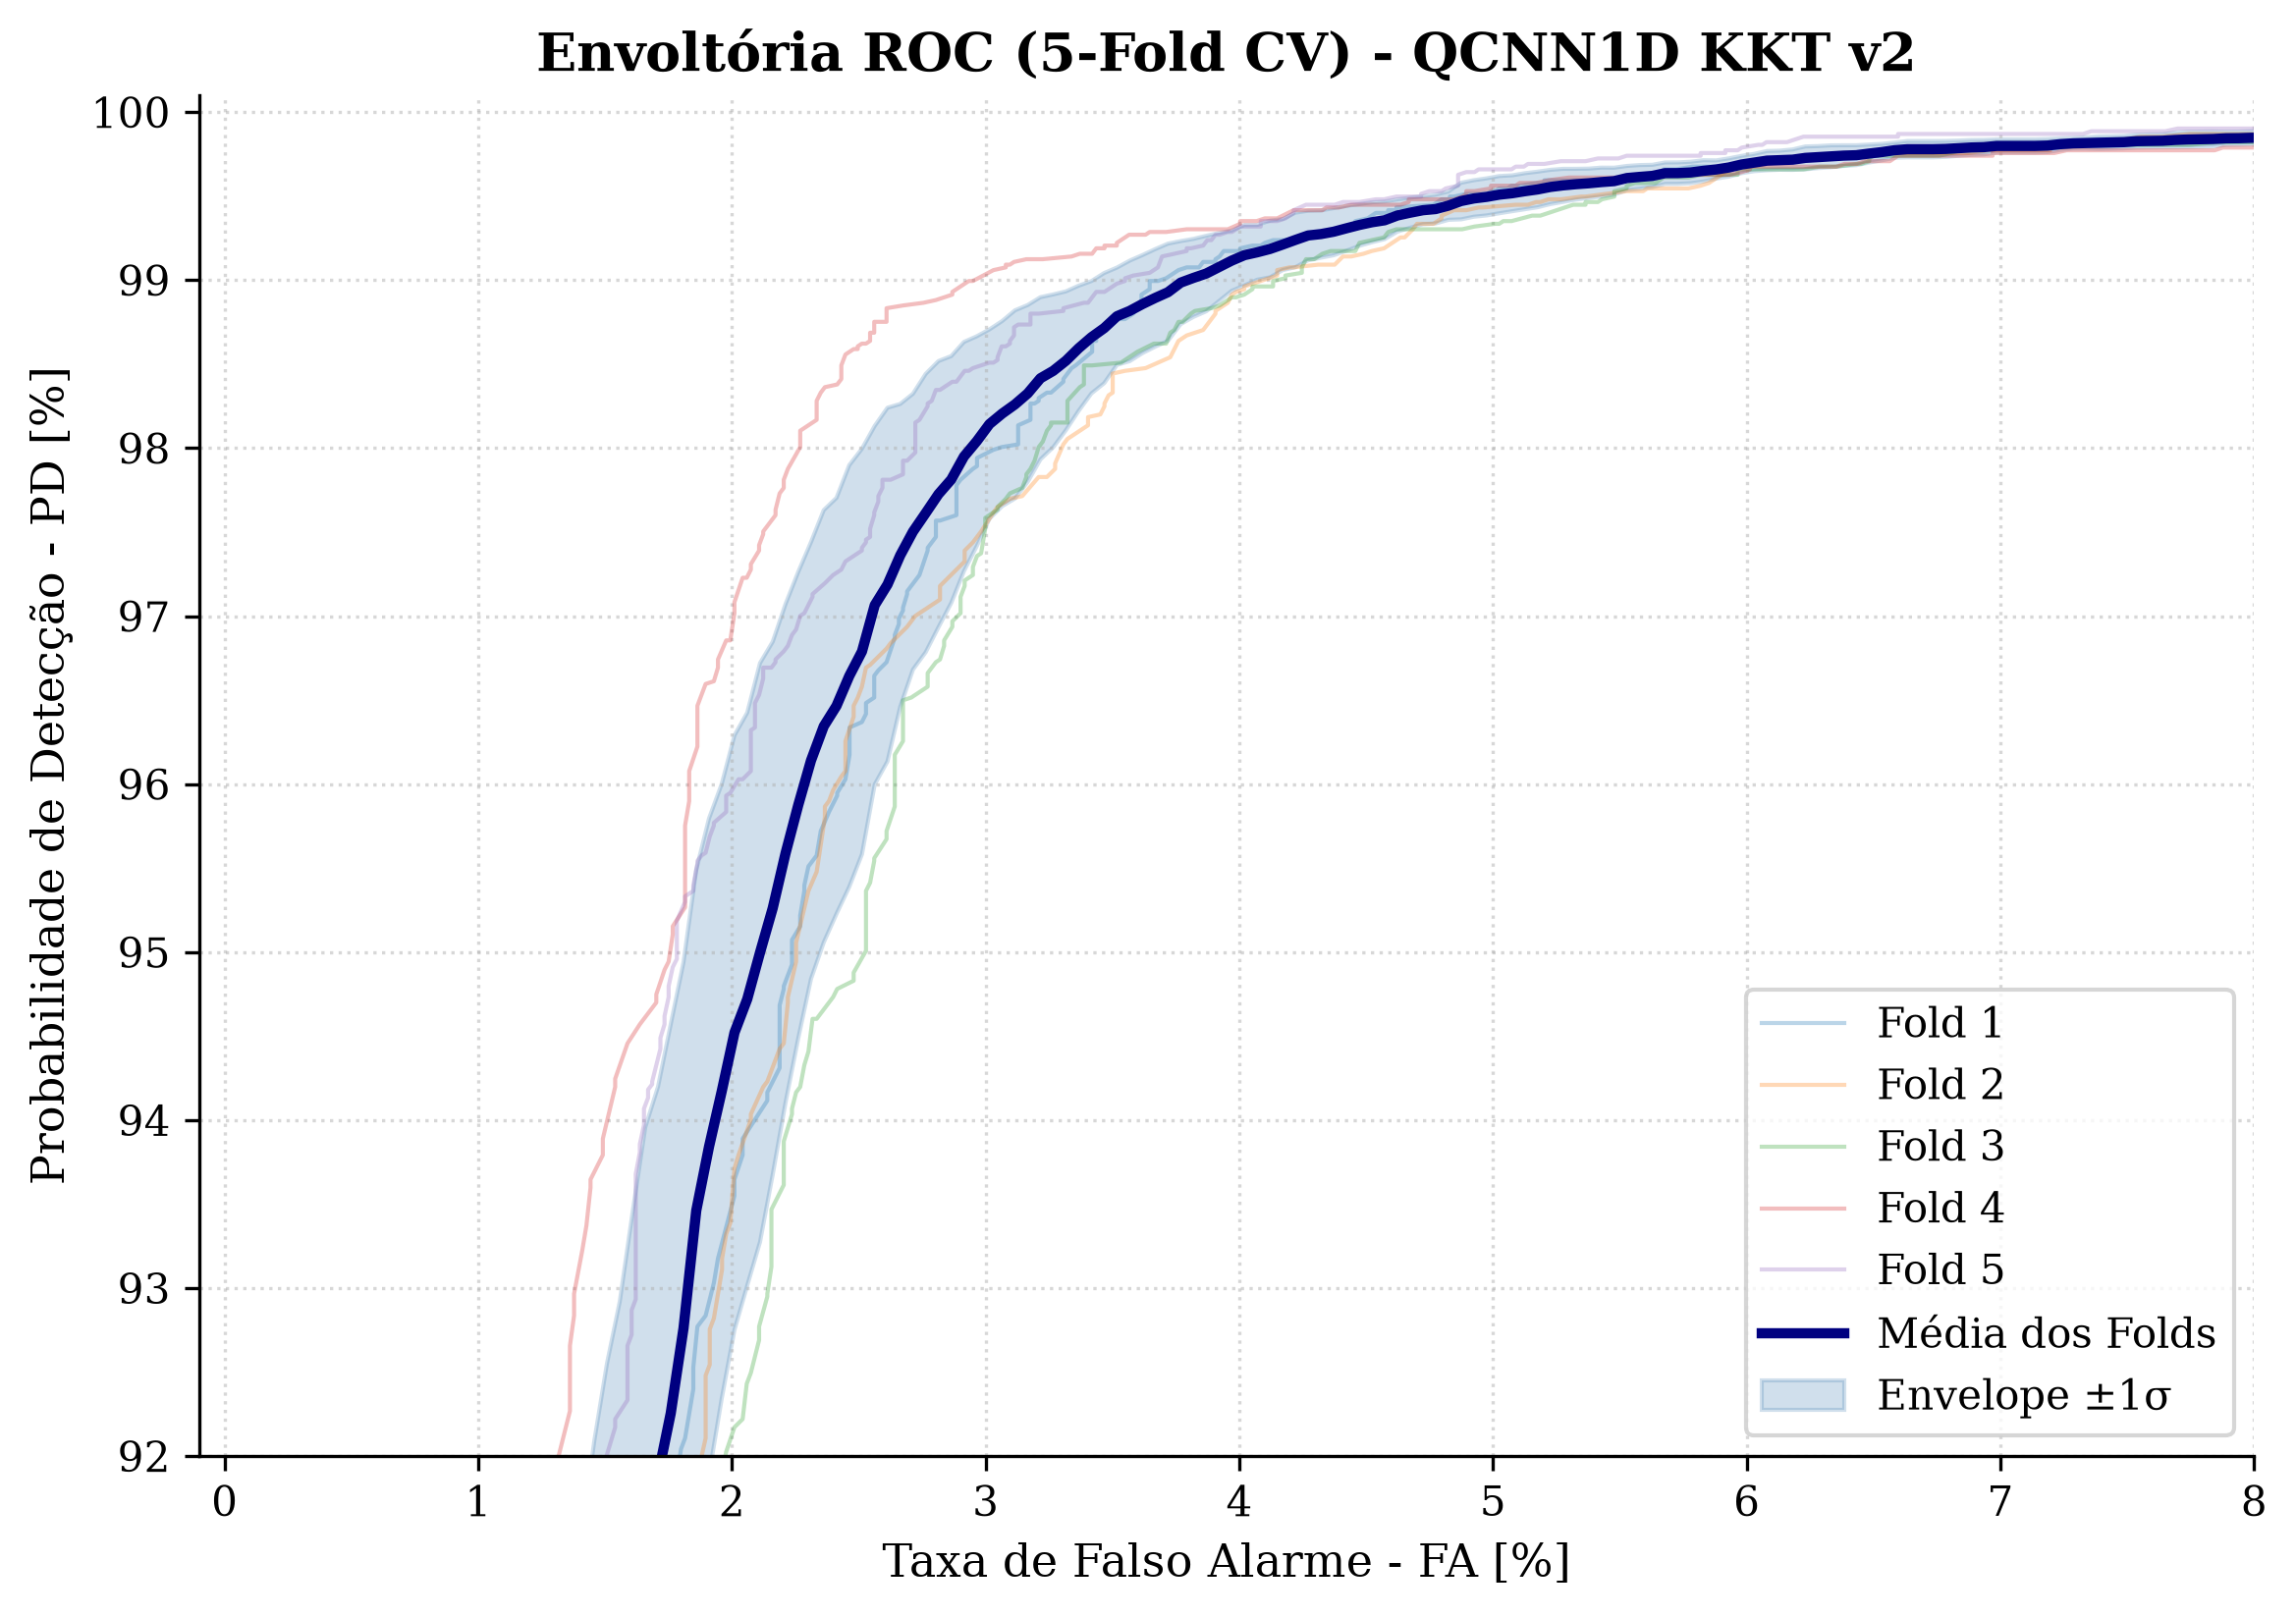 Envoltória ROC (5-Fold CV) - QCNN1D KKT v2
Probabilidade de Detecção - PD [%]
100
99
98
97
96
95
94
93
92
Fold 1
Fold 2
Fold 3
Fold 4
Fold 5
Média dos Folds
Envelope ±1σ
0 1 2 3 4 5 6 7 8
Taxa de Falso Alarme - FA [%]